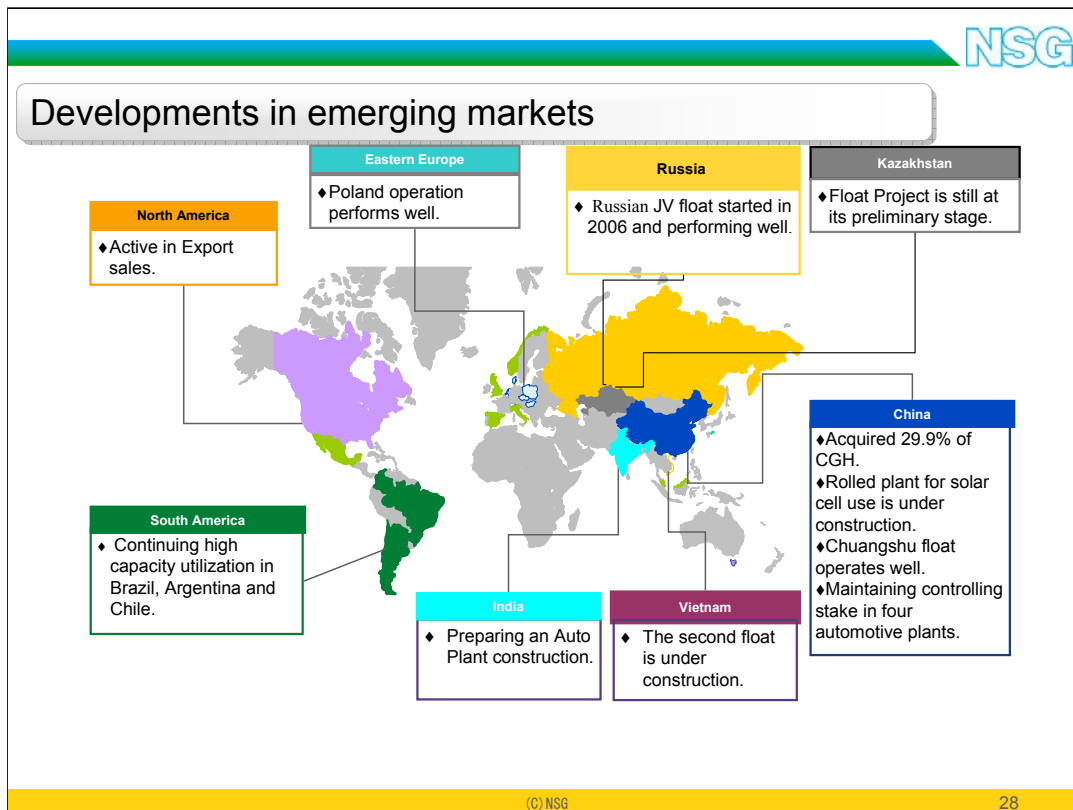 NSG
Developments in emerging markets
Eastern Europe
♦Poland operation
performs well.
Russia
♦ Russian JV float started in
2006 and performing well.
Kazakhstan
♦Float Project is still at
its preliminary stage.
North America
♦Active in Export
sales.
China
♦Acquired 29.9% of
CGH.
♦Rolled plant for solar
cell use is under
construction.
♦Chuangshu float
operates well.
♦Maintaining controlling
stake in four
automotive plants.
South America
♦ Continuing high
capacity utilization in
Brazil, Argentina and
Chile.
India
♦ Preparing an Auto
Plant construction.
Vietnam
♦ The second float
is under
construction.
(C) NSG
28